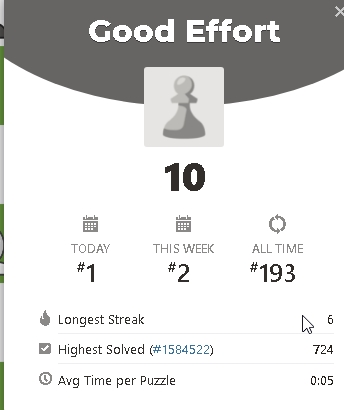 Good Effort
10
TODAY THIS WEEK ALL TIME
#1 #2 #193
Longest Streak 6
Highest Solved (#1584522) 724
Avg Time per Puzzle 0:05